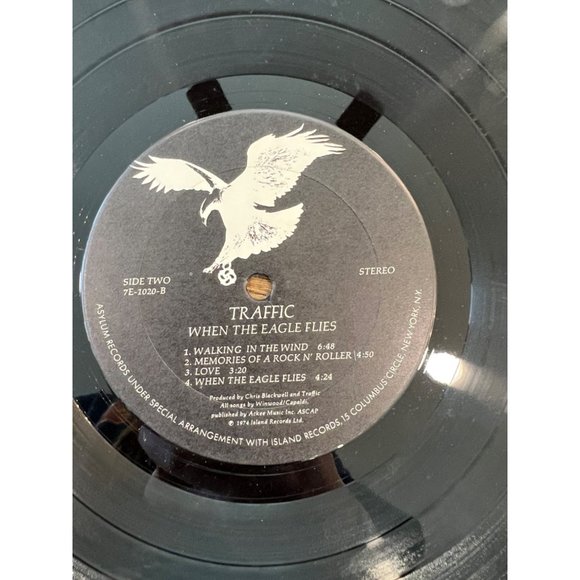 SIDE TWO
7E-1020-B
STEREO
TRAFFIC
WHEN THE EAGLE FLIES
1. WALKING IN THE WIND 6:48
2. MEMORIES OF A ROCK N' ROLLER 4:50
3. LOVE 3:20
4. WHEN THE EAGLE FLIES 4:24
Produced by Chris Blackwell and Traffic
All songs by Winwood/Capaldi,
published by Ackee Music Inc. ASCAP
℗ 1974 Island Records Ltd.
ASYLUM RECORDS UNDER SPECIAL ARRANGEMENT WITH ISLAND RECORDS, 15 COLUMBUS CIRCLE, NEW YORK, N.Y.